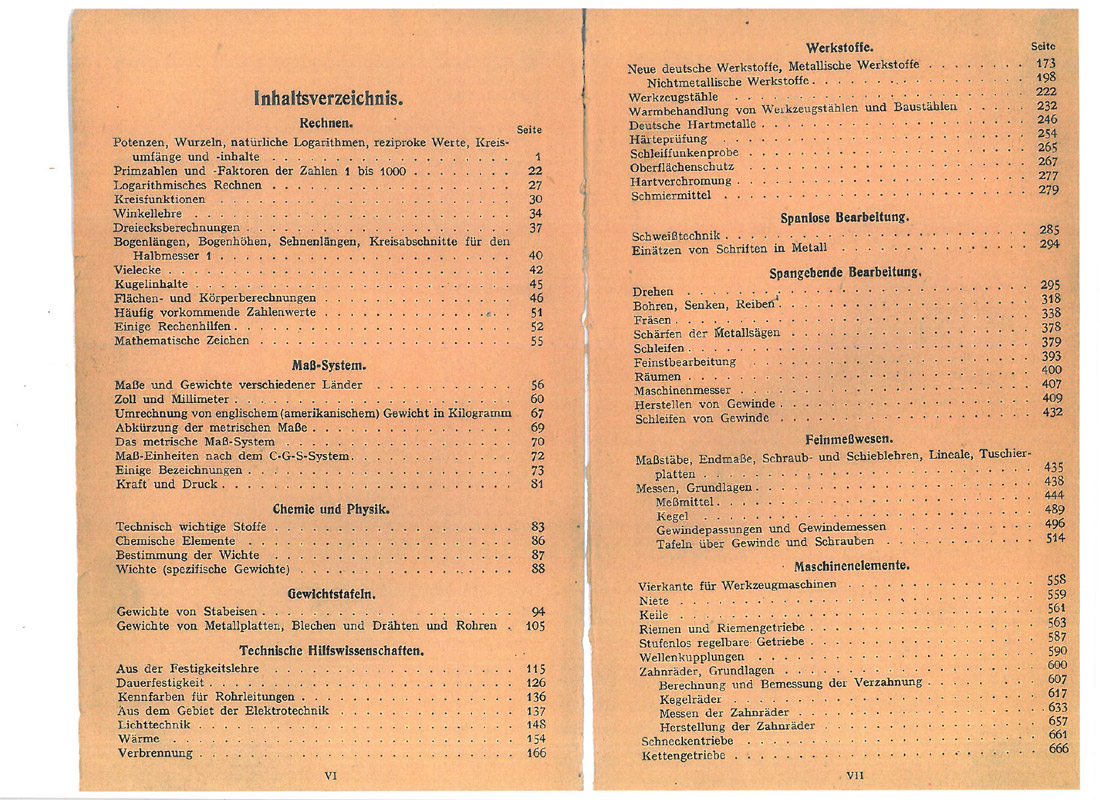 Inhaltsverzeichnis.
Rechnen.
Seite
Potenzen, Wurzeln, natürliche Logarithmen, reziproke Werte, Kreis-
umfänge und -inhalte 1
Primzahlen und -Faktoren der Zahlen 1 bis 1000 22
Logarithmisches Rechnen 27
Kreisfunktionen 30
Winkellehre 34
Dreiecksberechnungen 37
Bogenlängen, Bogenhöhen, Sehnenlängen, Kreisabschnitte für den
Halbmesser 1 40
Vielecke 42
Kugelinhalte 45
Flächen- und Körperberechnungen 46
Häufig vorkommende Zahlenwerte 51
Einige Rechenhilfen 52
Mathematische Zeichen 55
Maß-System.
Maße und Gewichte verschiedener Länder 56
Zoll und Millimeter 60
Umrechnung von englischem (amerikanischem) Gewicht in Kilogramm 67
Abkürzung der metrischen Maße 69
Das metrische Maß-System 70
Maß-Einheiten nach dem C-G-S-System 72
Einige Bezeichnungen 73
Kraft und Druck 81
Chemie und Physik.
Technisch wichtige Stoffe 83
Chemische Elemente 86
Bestimmung der Wichte 87
Wichte (spezifische Gewichte) 88
Gewichtstafeln.
Gewichte von Stabeisen 94
Gewichte von Metallplatten, Blechen und Drähten und Rohren 105
Technische Hilfswissenschaften.
Aus der Festigkeitslehre 115
Dauerfestigkeit 126
Kennfarben für Rohrleitungen 136
Aus dem Gebiet der Elektrotechnik 137
Lichttechnik 148
Wärme 154
Verbrennung 166
VI
Werkstoffe.
Seite
Neue deutsche Werkstoffe, Metallische Werkstoffe 173
Nichtmetallische Werkstoffe 198
Werkzeugstähle 222
Warmbehandlung von Werkzeugstählen und Baustählen 232
Deutsche Hartmetalle 246
Härteprüfung 254
Schleiffunkenprobe 265
Oberflächenschutz 267
Hartverchromung 277
Schmiermittel 279
Spanlose Bearbeitung.
Schweißtechnik 285
Einätzen von Schriften in Metall 294
Spangebende Bearbeitung.
Drehen 295
Bohren, Senken, Reiben 318
Fräsen 338
Schärfen der Metallsägen 378
Schleifen 379
Feinstbearbeitung 393
Räumen 400
Maschinenmesser 407
Herstellen von Gewinde 409
Schleifen von Gewinde 432
Feinmeßwesen.
Maßstäbe, Endmaße, Schraub- und Schieblehren, Lineale, Tuschier-
platten 435
Messen, Grundlagen 438
Meßmittel 444
Kegel 489
Gewindepassungen und Gewindemessen 496
Tafeln über Gewinde und Schrauben 514
Maschinenelemente.
Vierkante für Werkzeugmaschinen 558
Niete 559
Keile 561
Riemen und Riemengetriebe 563
Stufenlos regelbare Getriebe 587
Wellenkupplungen 590
Zahnräder, Grundlagen 600
Berechnung und Bemessung der Verzahnung 607
Kegelräder 617
Messen der Zahnräder 633
Herstellung der Zahnräder 657
Schneckentriebe 661
Kettengetriebe 666
VII